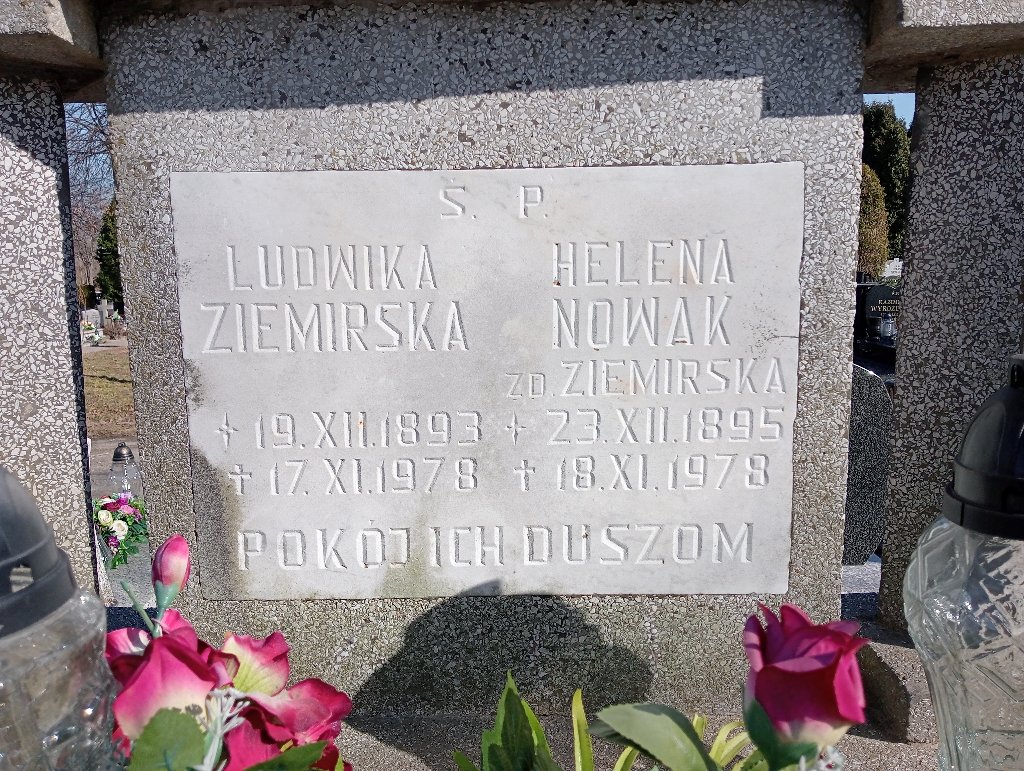 Ś. P.
LUDWIKA
ZIEMIRSKA
+ 19.XII.1893
+ 17.XI.1978
HELENA
NOWAK
ZD. ZIEMIRSKA
+ 23.XII.1895
+ 18.XI.1978
POKÓJ ICH DUSZOM